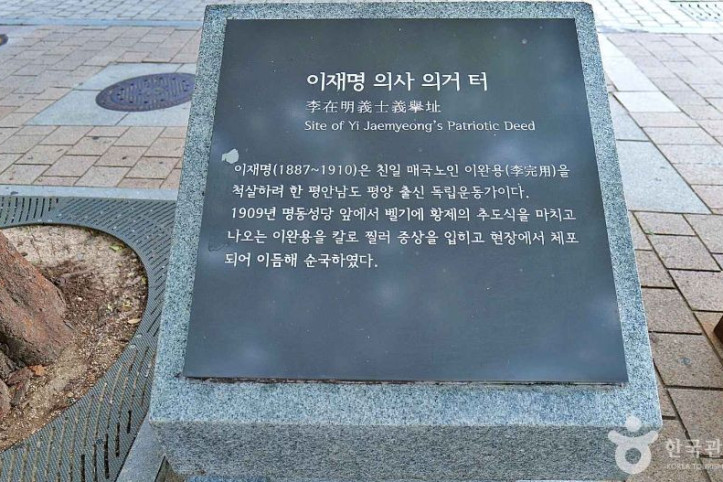 이재명 의사 의거 터
李在明義士義擧址
Site of Yi Jaemyeong's Patriotic Deed
이재명(1887~1910)은 친일 매국노인 이완용(李完用)을
척살하려 한 평안남도 평양 출신 독립운동가이다.
1909년 명동성당 앞에서 벨기에 황제의 추도식을 마치고
나오는 이완용을 칼로 찔러 중상을 입히고 현장에서 체포
되어 이듬해 순국하였다.
한국관
KOREA TOURISM